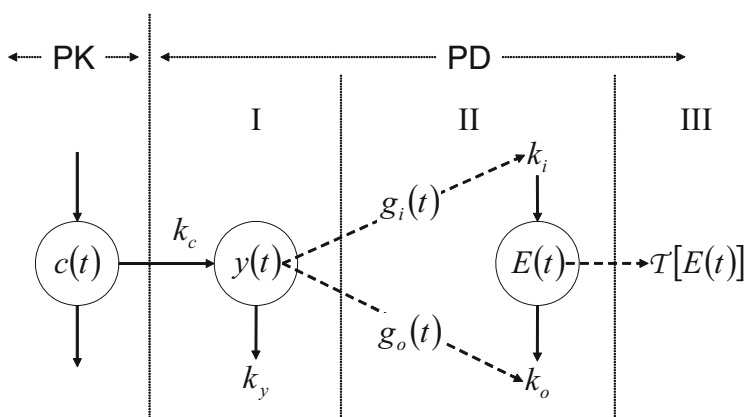 PK PD
I II III
k_i
g_i(t)
k_c
c(t) y(t) E(t) 𝒯[E(t)]
g_o(t)
k_y k_o